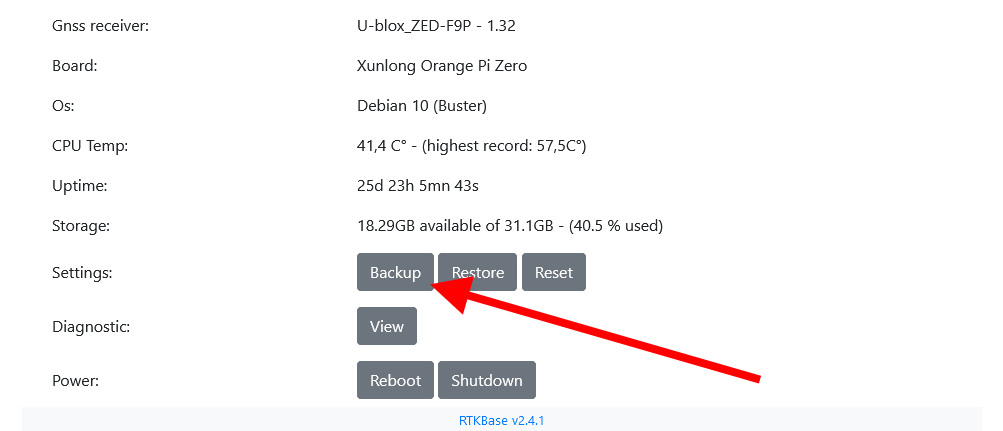 Gnss receiver: U-blox_ZED-F9P - 1.32
Board: Xunlong Orange Pi Zero
Os: Debian 10 (Buster)
CPU Temp: 41,4 C° - (highest record: 57,5C°)
Uptime: 25d 23h 5mn 43s
Storage: 18.29GB available of 31.1GB - (40.5 % used)
Settings: Backup Restore Reset
Diagnostic: View
Power: Reboot Shutdown
RTKBase v2.4.1